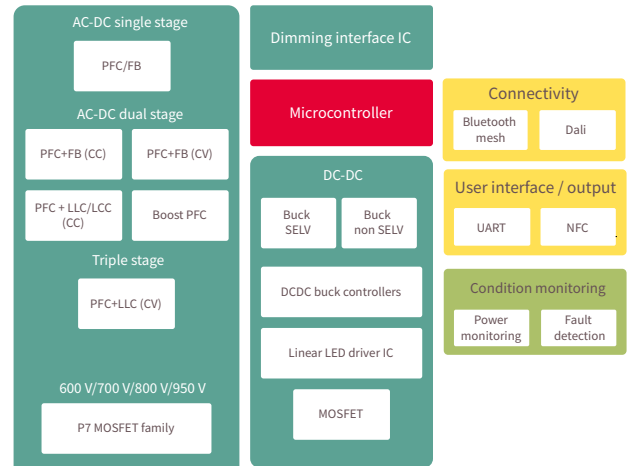 AC-DC single stage
PFC/FB
AC-DC dual stage
PFC+FB (CC)
PFC+FB (CV)
PFC + LLC/LCC
(CC)
Boost PFC
Triple stage
PFC+LLC (CV)
600 V/700 V/800 V/950 V
P7 MOSFET family
Dimming interface IC
Microcontroller
DC-DC
Buck
SELV
Buck
non SELV
DCDC buck controllers
Linear LED driver IC
MOSFET
Connectivity
Bluetooth
mesh
Dali
User interface / output
UART
NFC
.
Condition monitoring
Power
monitoring
Fault
detection